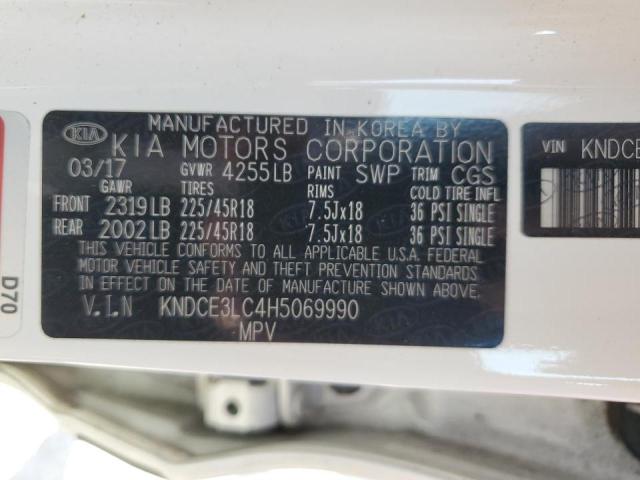 MANUFACTURED IN KOREA BY
KIA KIA MOTORS CORPORATION
03/17 GVWR 4255LB PAINT SWP TRIM CGS
GAWR TIRES RIMS COLD TIRE INFL
FRONT 2319LB 225/45R18 7.5Jx18 36 PSI SINGLE
REAR 2002LB 225/45R18 7.5Jx18 36 PSI SINGLE
THIS VEHICLE CONFORMS TO ALL APPLICABLE U.S.A. FEDERAL
MOTOR VEHICLE SAFETY AND THEFT PREVENTION STANDARDS
IN EFFECT ON THE DATE OF MANUFACTURE SHOWN ABOVE.
V.I.N KNDCE3LC4H5069990
MPV
VIN KNDCE
D70